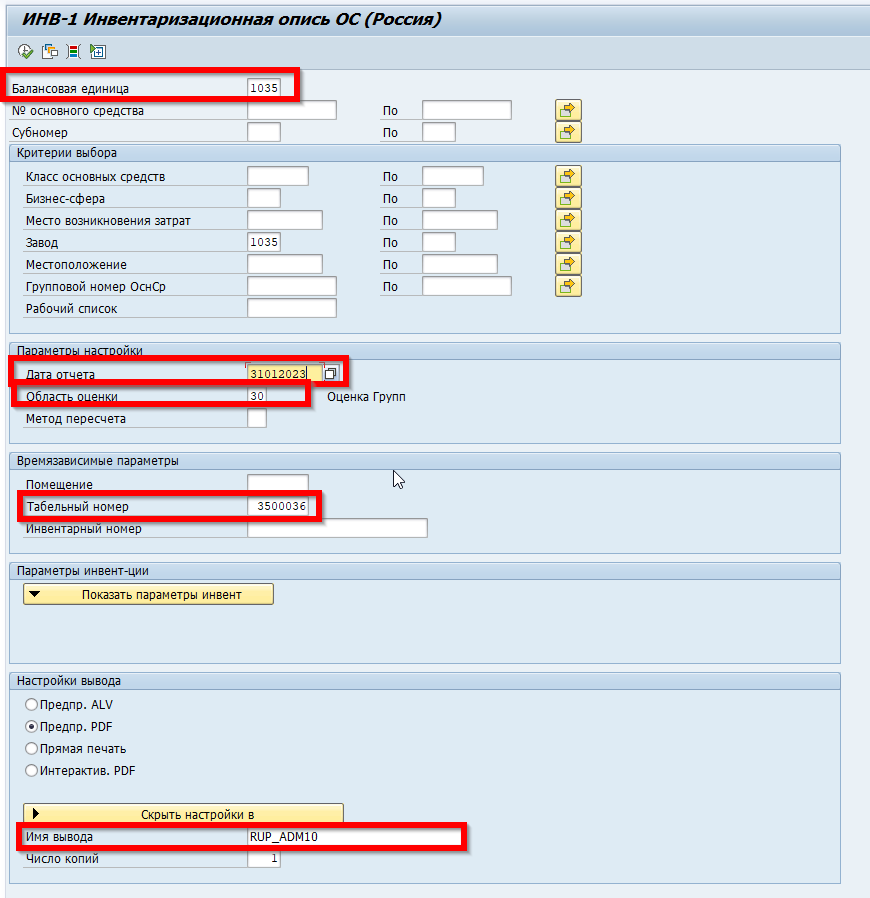 ИНВ-1 Инвентаризационная опись ОС (Россия)
Балансовая единица 1035
№ основного средства По
Субномер По
Критерии выбора
Класс основных средств По
Бизнес-сфера По
Место возникновения затрат По
Завод 1035 По
Местоположение По
Групповой номер ОснСр По
Рабочий список
Параметры настройки
Дата отчета 31012023
Область оценки 30 Оценка Групп
Метод пересчета
Времязависимые параметры
Помещение
Табельный номер 3500036
Инвентарный номер
Параметры инвент-ции
Показать параметры инвент
Настройки вывода
Предпр. ALV
Предпр. PDF
Прямая печать
Интерактив. PDF
Скрыть настройки в
Имя вывода RUP_ADM10
Число копий 1